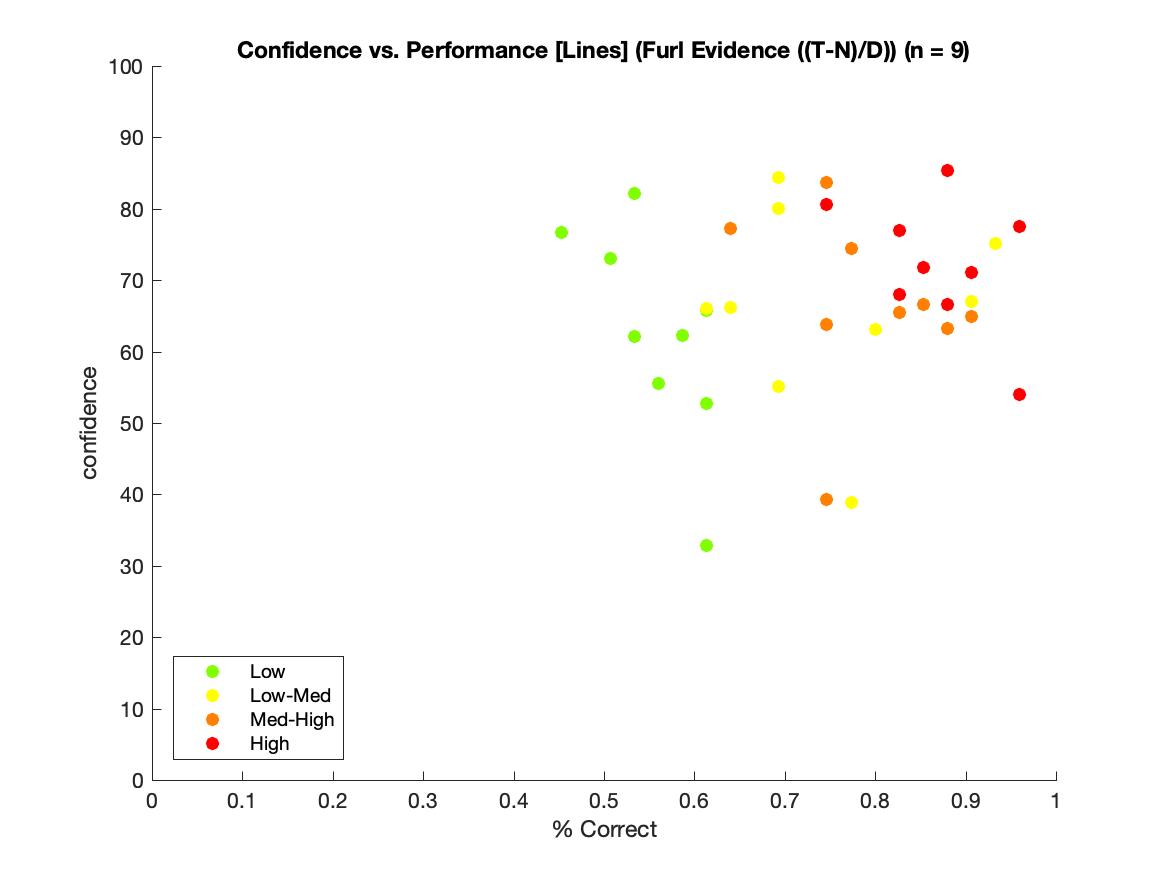 Confidence vs. Performance [Lines] (Furl Evidence ((T-N)/D)) (n = 9)
100
90
80
70
60
50
40
30
20
10
0
confidence
Low
Low-Med
Med-High
High
0 0.1 0.2 0.3 0.4 0.5 0.6 0.7 0.8 0.9 1
% Correct